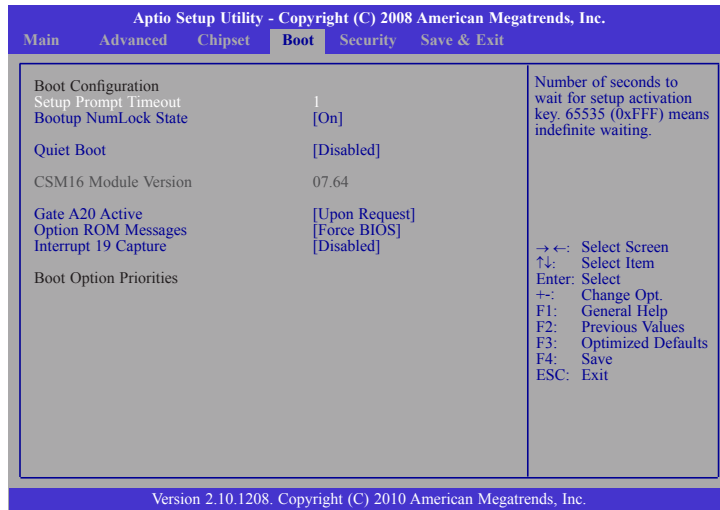 Aptio Setup Utility - Copyright (C) 2008 American Megatrends, Inc.
Main Advanced Chipset Boot Security Save & Exit
Boot Configuration
Setup Prompt Timeout 1
Bootup NumLock State [On]
Quiet Boot [Disabled]
CSM16 Module Version 07.64
Gate A20 Active [Upon Request]
Option ROM Messages [Force BIOS]
Interrupt 19 Capture [Disabled]
Boot Option Priorities
Number of seconds to
wait for setup activation
key. 65535 (0xFFF) means
indefinite waiting.
→←: Select Screen
↑↓: Select Item
Enter: Select
+-: Change Opt.
F1: General Help
F2: Previous Values
F3: Optimized Defaults
F4: Save
ESC: Exit
Version 2.10.1208. Copyright (C) 2010 American Megatrends, Inc.